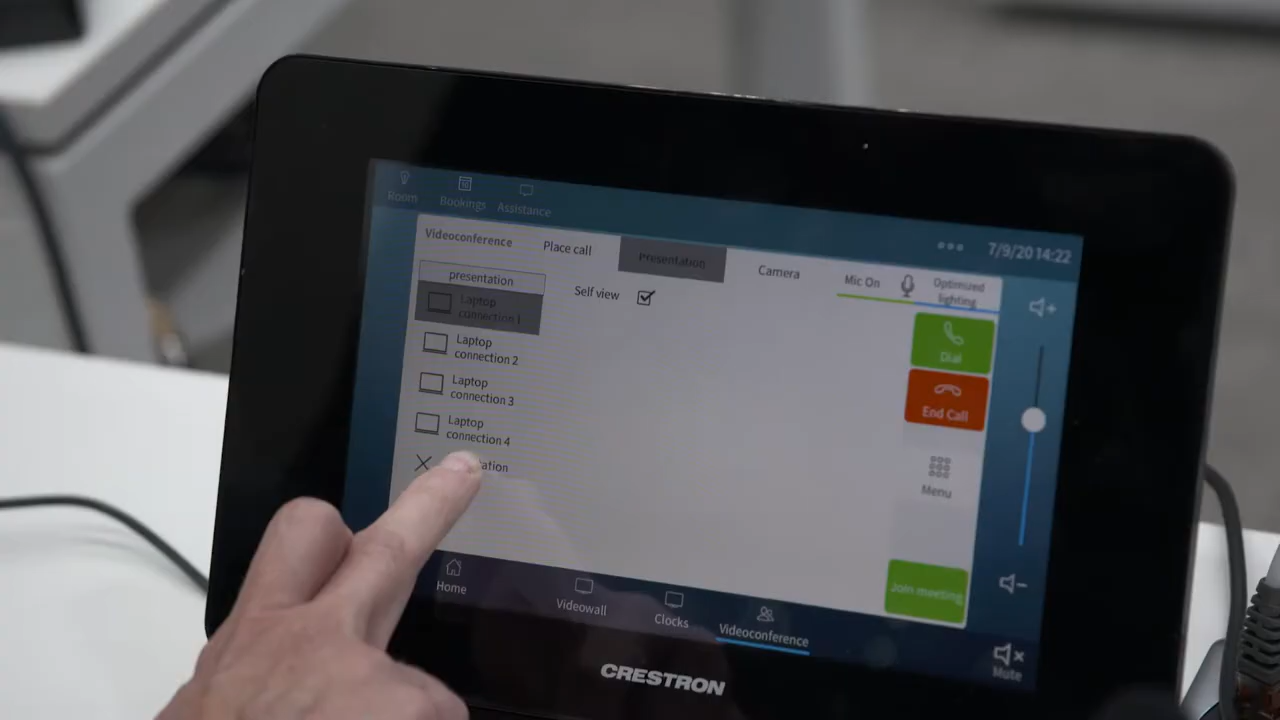 Room
Bookings
Assistance
7/9/20 14:22
Videoconference
Place call
Presentation
Camera
Mic On
Optimized
lighting
presentation
Self view
Laptop
connection 1
Laptop
connection 2
Laptop
connection 3
Laptop
connection 4
Dial
End Call
Menu
Join meeting
Home
Videowall
Clocks
Videoconference
Mute
CRESTRON